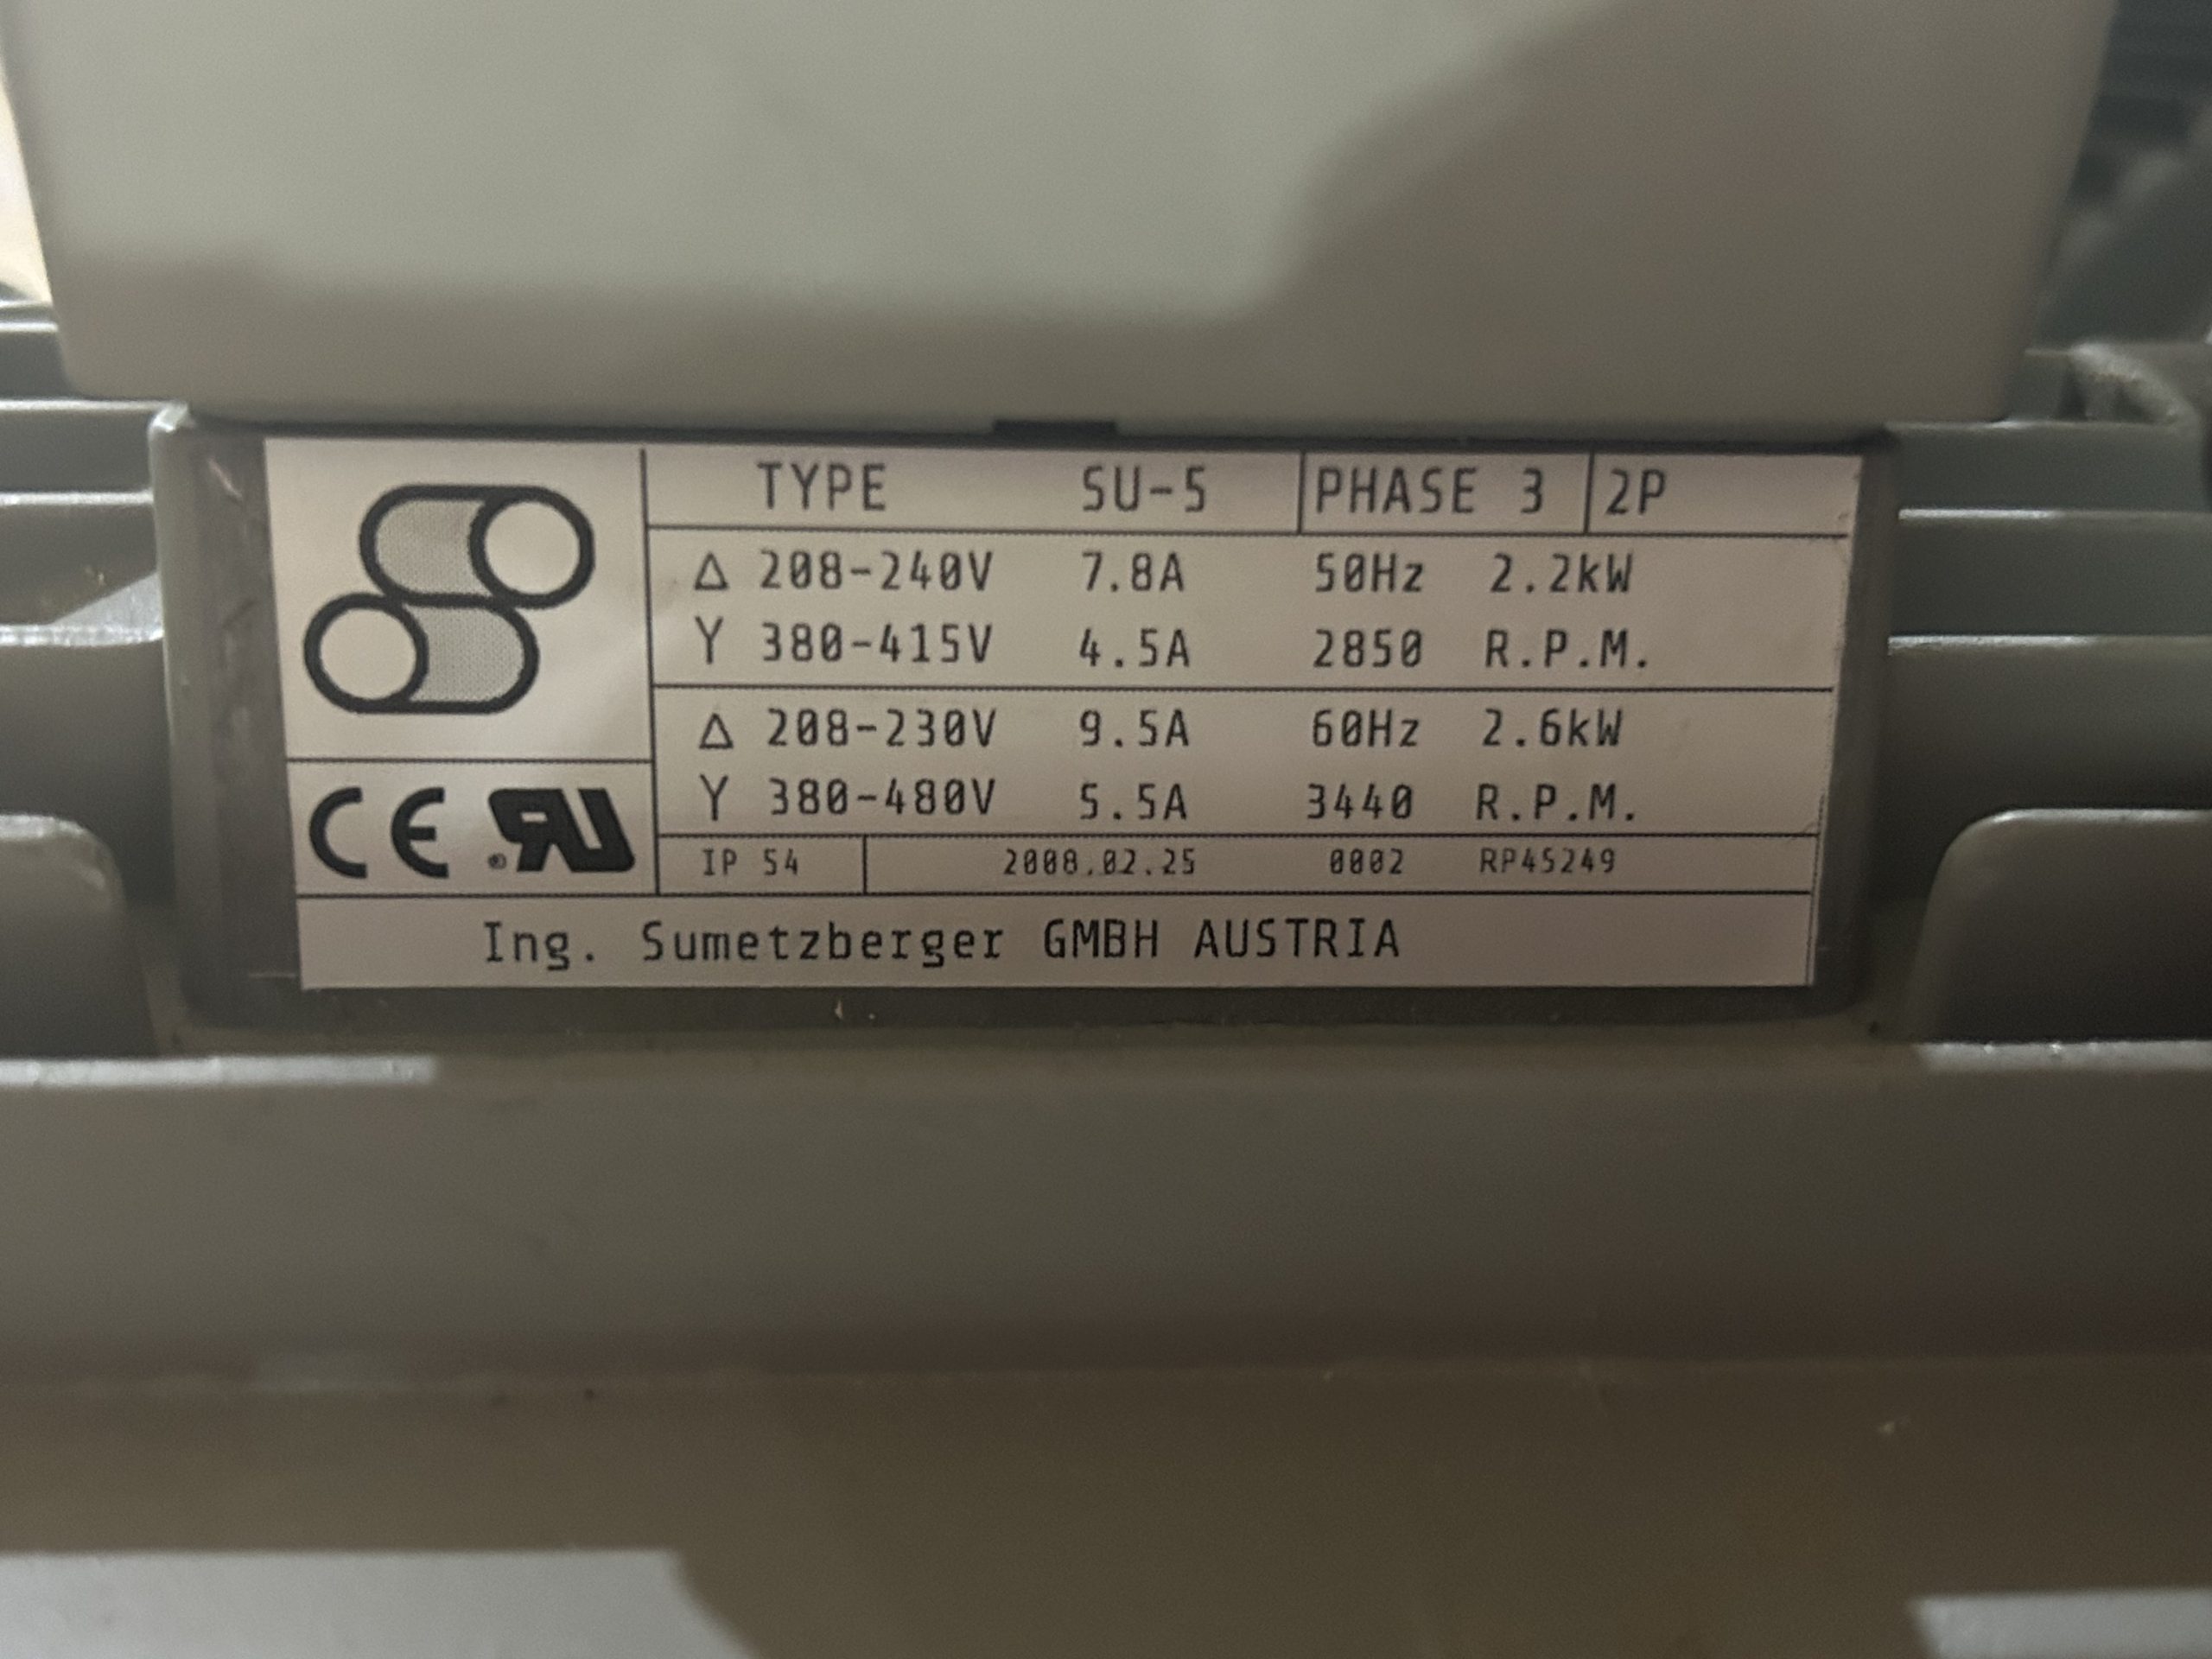 TYPE SU-5 PHASE 3 2P
Δ 208-240V 7.8A 50Hz 2.2kW
Y 380-415V 4.5A 2850 R.P.M.
Δ 208-230V 9.5A 60Hz 2.6kW
Y 380-480V 5.5A 3440 R.P.M.
CE ® RU
IP 54 2008.02.25 0002 RP45249
Ing. Sumetzberger GMBH AUSTRIA